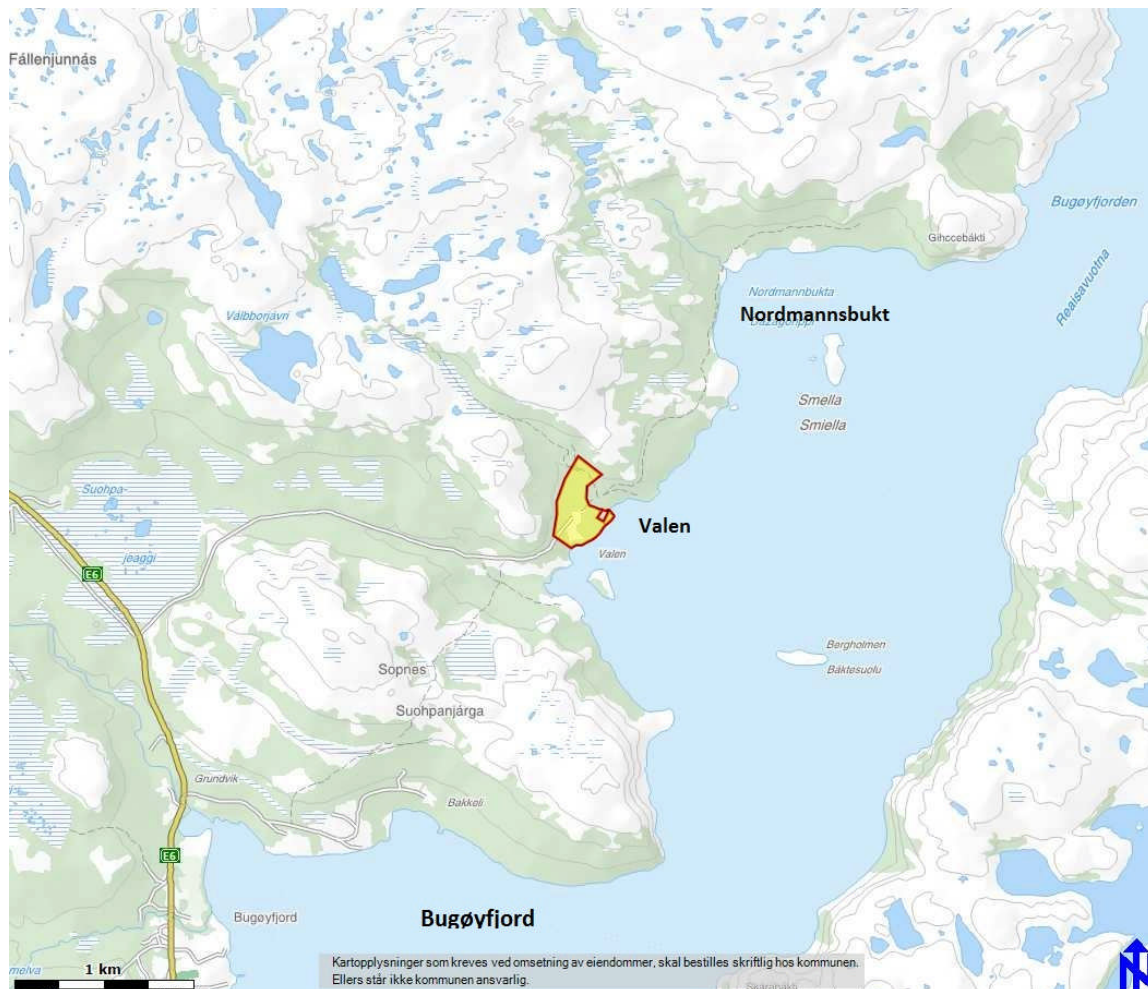 Fállenjunnás
Bugøyfjorden
Gihccebákti
Reaisavuotna
Nordmannbukta
Nordmannsbukt
Váibborjávri
Smella
Smiella
Suohpa-
jeaggi
Valen
Valen
E6
Bergholmen
Báktesuolu
Sopnes
Suohpanjárga
Grundvik
Bakkeli
E6
Bugøyfjord
Bugøyfjord
melva
1 km
Kartopplysninger som kreves ved omsetning av eiendommer, skal bestilles skriftlig hos kommunen.
Ellers står ikke kommunen ansvarlig.
Skárabákti
N